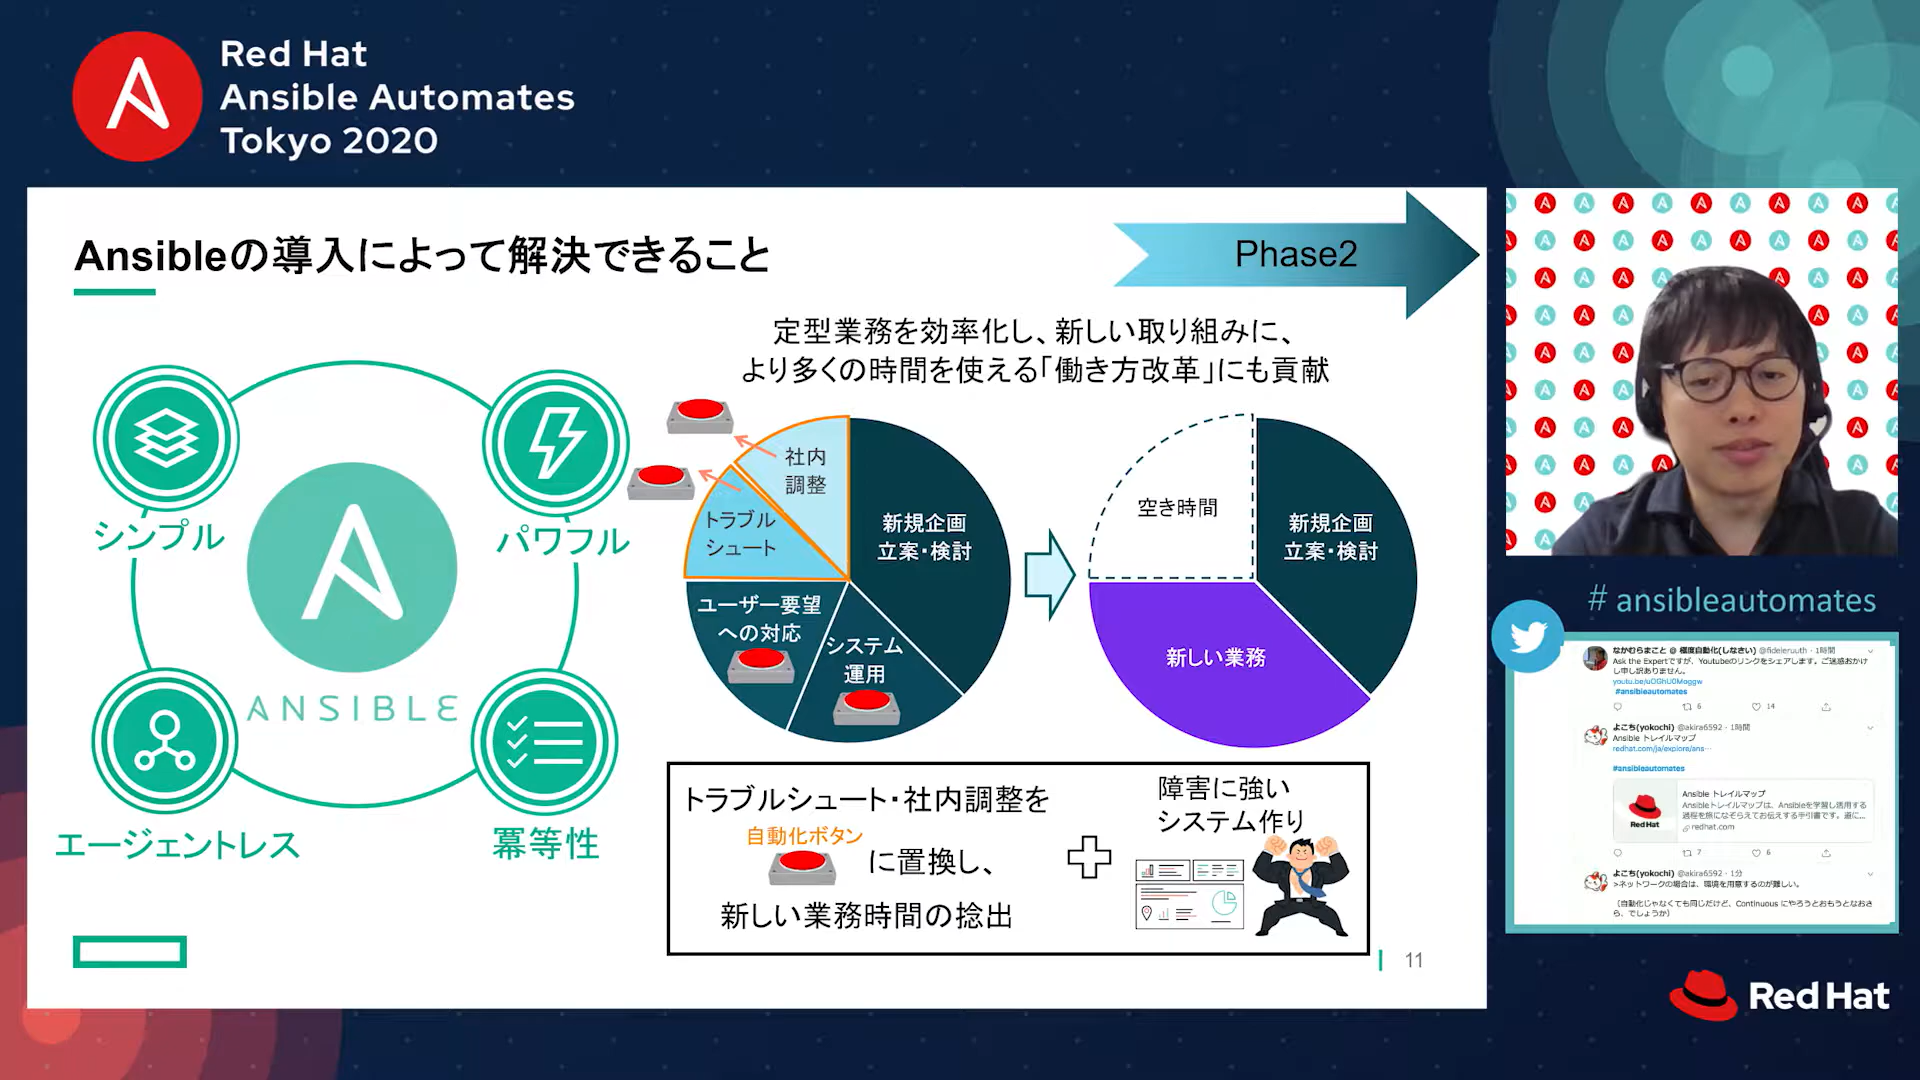 Red Hat
Ansible Automates
Tokyo 2020
Ansibleの導入によって解決できること
Phase2
定型業務を効率化し、新しい取り組みに、
より多くの時間を使える「働き方改革」にも貢献
シンプル
パワフル
ANSIBLE
エージェントレス
冪等性
社内
調整
トラブル
シュート
新規企画
立案・検討
ユーザー要望
への対応
システム
運用
空き時間
新規企画
立案・検討
新しい業務
トラブルシュート・社内調整を
自動化ボタン
に置換し、
新しい業務時間の捻出
障害に強い
システム作り
11
# ansibleautomates
なかむらまこと @ 極度自動化(しなさい) @fideleruuth · 1時間
Ask the Expertですが、Youtubeのリンクをシェアします。ご迷惑おかけ
し申し訳ありません。
youtu.be/uOGhU0Moggw
#ansibleautomates
6
14
よこち(yokochi) @akira6592 · 1時間
Ansible トレイルマップ
redhat.com/ja/explore/ans…
#ansibleautomates
Red Hat
Ansible トレイルマップ
Ansibleトレイルマップは、Ansibleを学習し活用する
過程を旅になぞらえてお伝えする手引書です。道に…
redhat.com
7
6
よこち(yokochi) @akira6592 · 1分
>ネットワークの場合は、環境を用意するのが難しい。
(自動化じゃなくても同じだけど、Continuous にやろうとおもうとなおさ
ら、でしょうか)
Red Hat